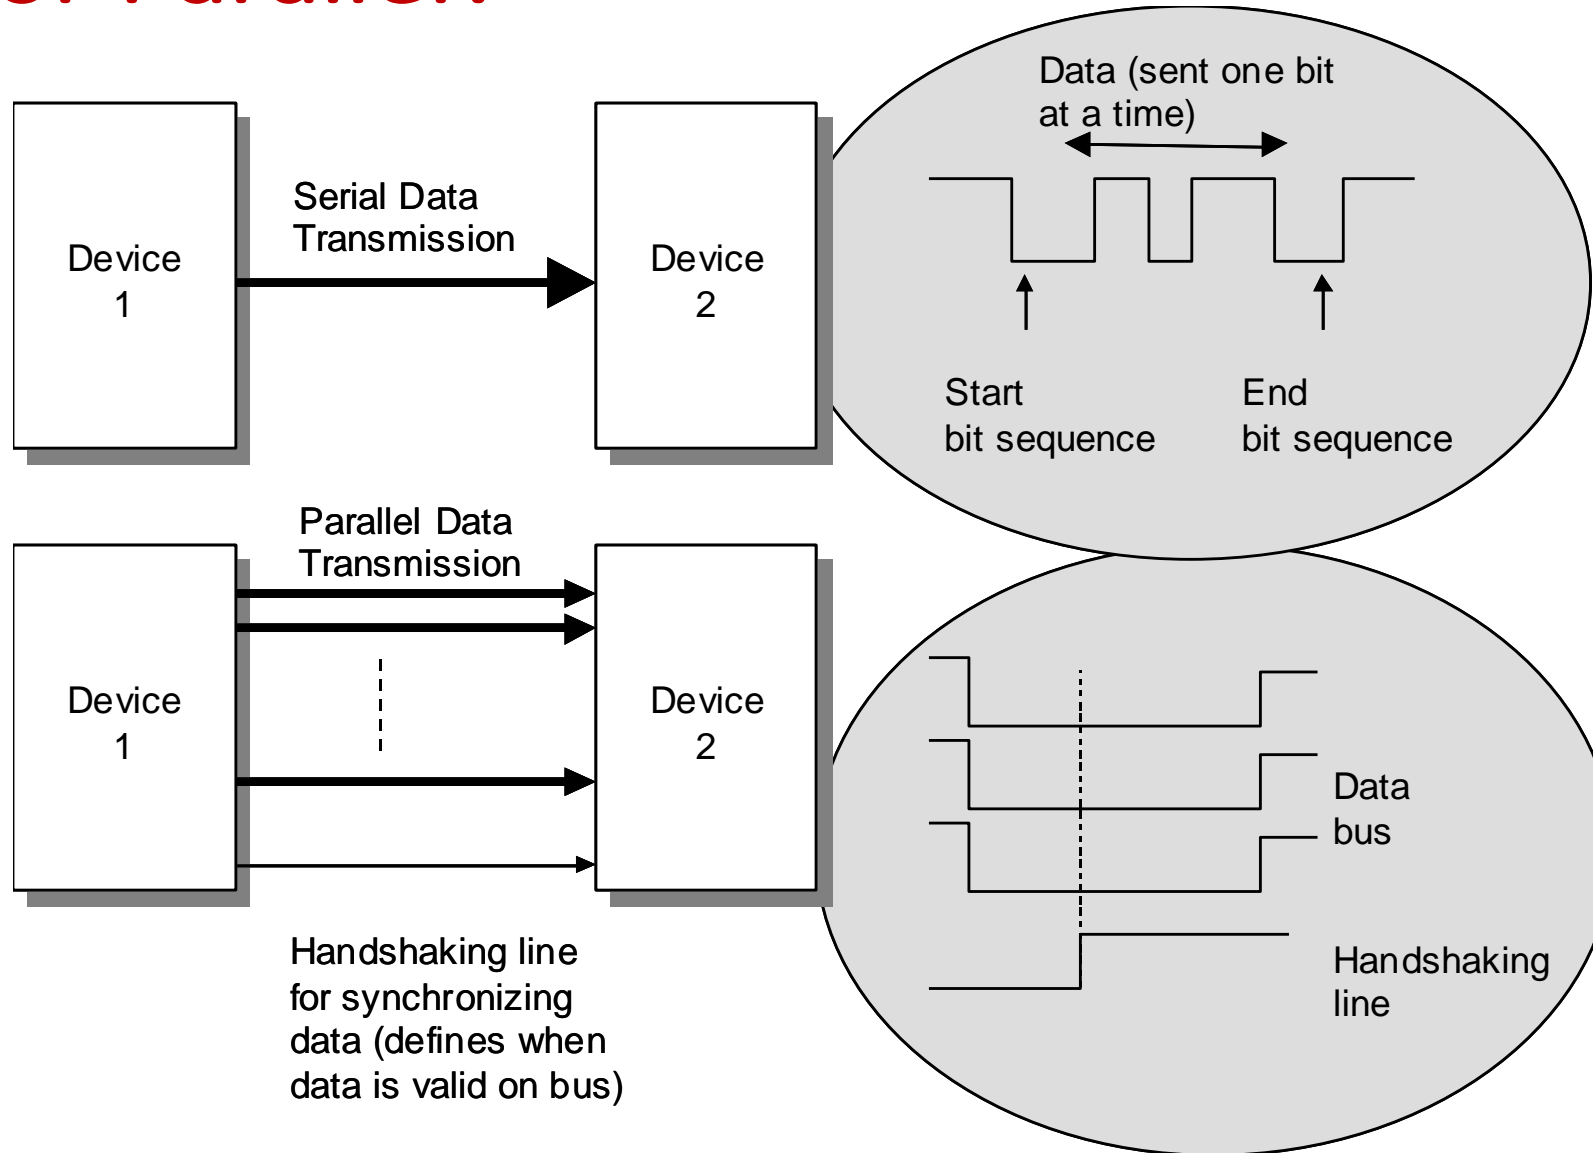 Data (sent one bit
at a time)
Serial Data
Transmission
Device
1
Device
2
Start
bit sequence
End
bit sequence
Parallel Data
Transmission
Device
1
Device
2
Data
bus
Handshaking line
for synchronizing
data (defines when
data is valid on bus)
Handshaking
line